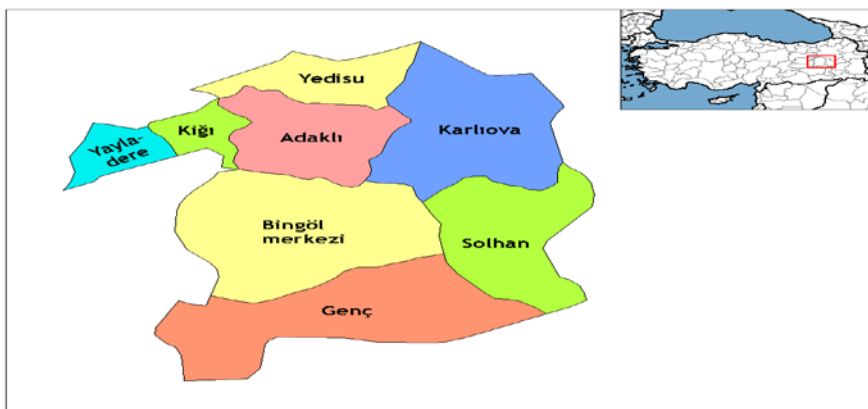 Yedisu
Kiğı
Adaklı
Karlıova
Yayla-
dere
Bingöl
merkezi
Solhan
Genç